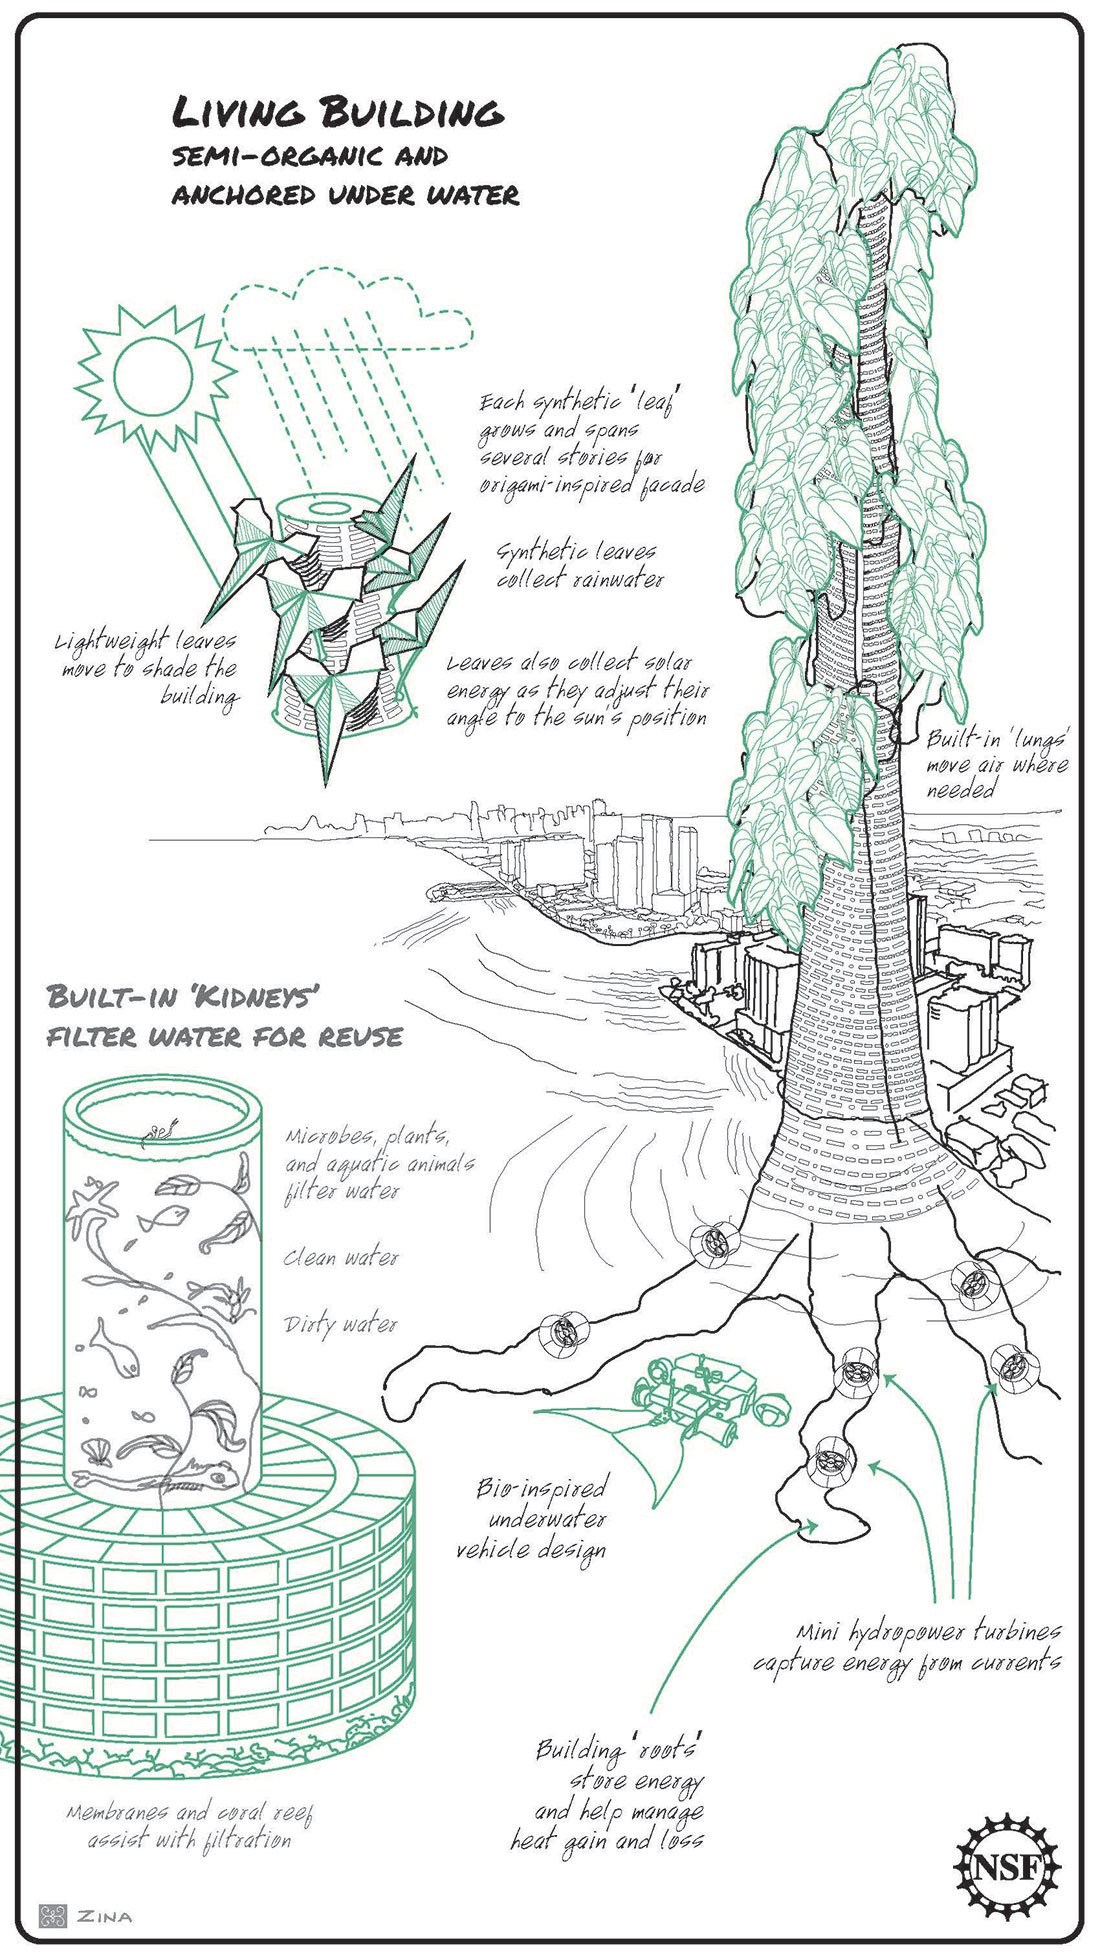 LIVING BUILDING
SEMI-ORGANIC AND
ANCHORED UNDER WATER
Each synthetic 'leaf'
grows and spans
several stories for
origami-inspired facade
Synthetic leaves
collect rainwater
Lightweight leaves
move to shade the
building
Leaves also collect solar
energy as they adjust their
angle to the sun's position
Built-in 'lungs'
move air where
needed
BUILT-IN 'KIDNEYS'
FILTER WATER FOR REUSE
Microbes, plants,
and aquatic animals
filter water
Clean water
Dirty water
Bio-inspired
underwater
vehicle design
Mini hydropower turbines
capture energy from currents
Building 'roots'
store energy
and help manage
heat gain and loss
Membranes and coral reef
assist with filtration
NSF
ZINA